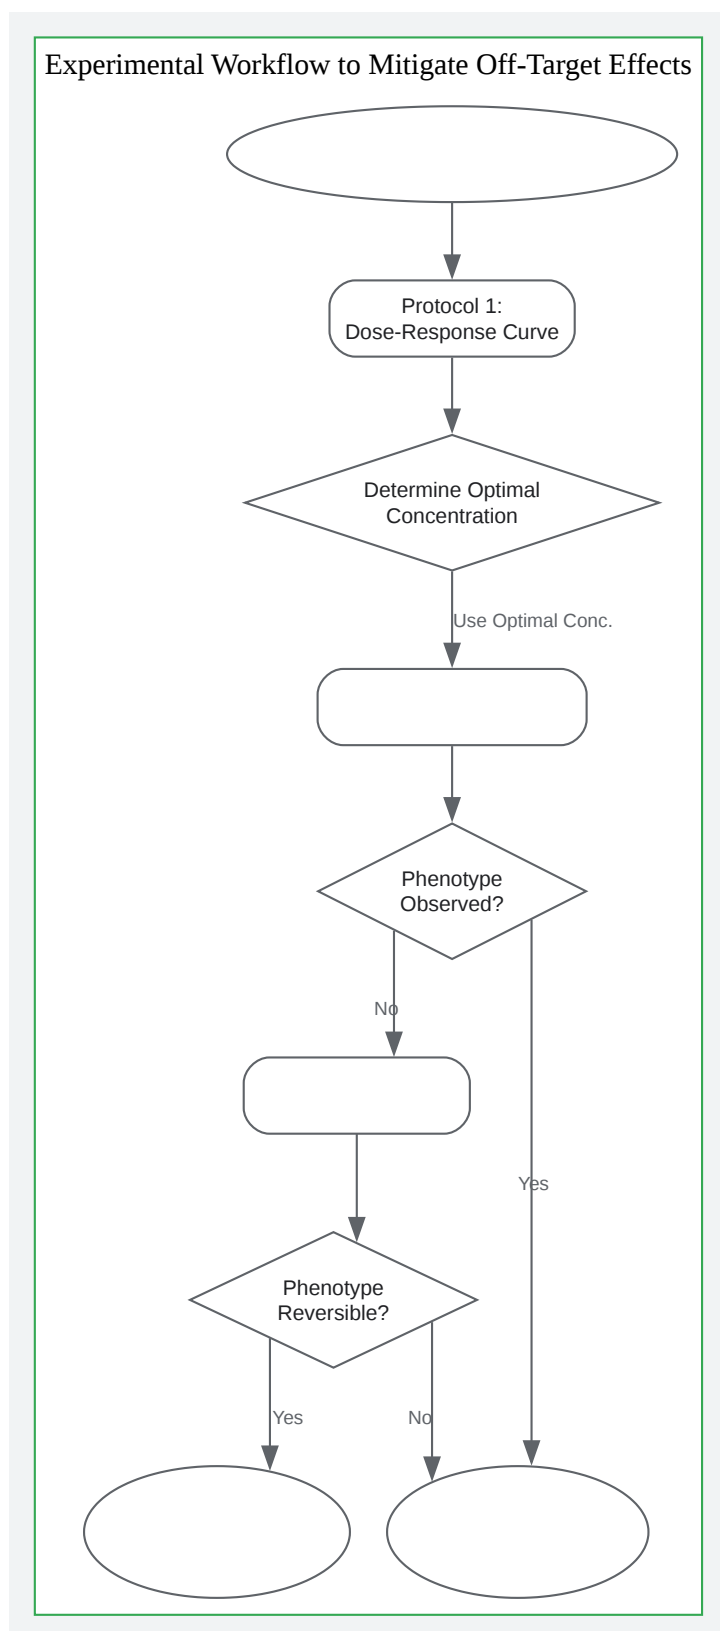 Experimental Workflow to Mitigate Off-Target Effects
Protocol 1:
Dose-Response Curve
Determine Optimal
Concentration
Use Optimal Conc.
Phenotype
Observed?
No
Yes
Phenotype
Reversible?
Yes
No